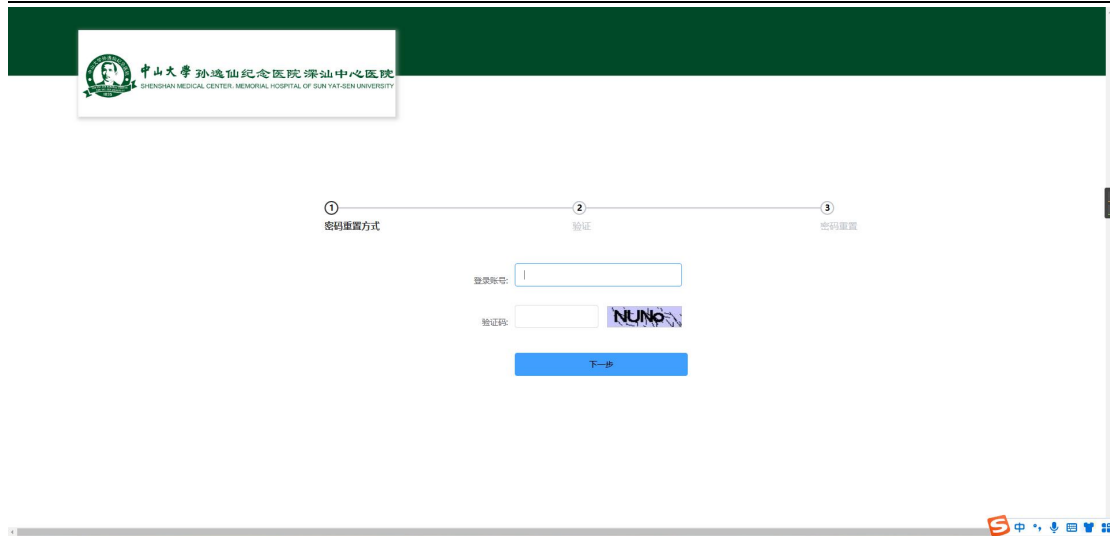 中山大學 孙逸仙纪念医院 深汕中心医院
SHENSHAN MEDICAL CENTER, MEMORIAL HOSPITAL OF SUN YAT-SEN UNIVERSITY
1 2 3
密码重置方式 验证 密码重置
登录账号:
验证码: NUNo
下一步
中